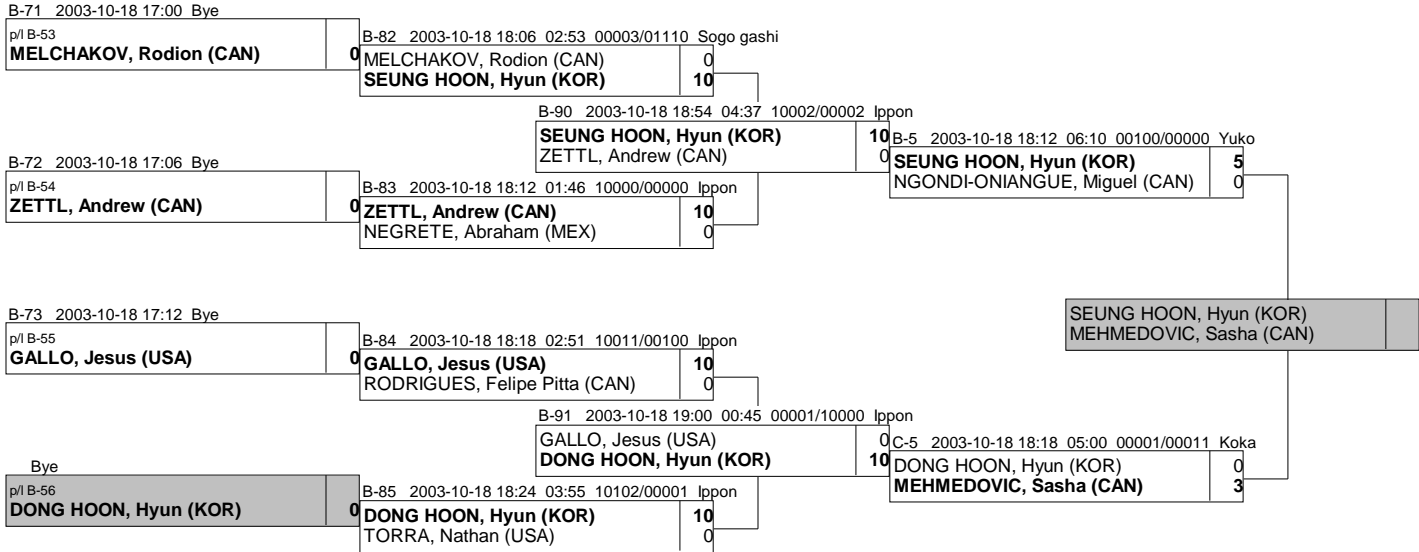 B-71 2003-10-18 17:00 Bye
p/l B-53
MELCHAKOV, Rodion (CAN) 0
B-82 2003-10-18 18:06 02:53 00003/01110 Sogo gashi
MELCHAKOV, Rodion (CAN) 0
SEUNG HOON, Hyun (KOR) 10
B-90 2003-10-18 18:54 04:37 10002/00002 Ippon
SEUNG HOON, Hyun (KOR) 10
ZETTL, Andrew (CAN) 0
B-5 2003-10-18 18:12 06:10 00100/00000 Yuko
SEUNG HOON, Hyun (KOR) 5
NGONDI-ONIANGUE, Miguel (CAN) 0
B-72 2003-10-18 17:06 Bye
p/l B-54
ZETTL, Andrew (CAN) 0
B-83 2003-10-18 18:12 01:46 10000/00000 Ippon
ZETTL, Andrew (CAN) 10
NEGRETE, Abraham (MEX) 0
SEUNG HOON, Hyun (KOR)
MEHMEDOVIC, Sasha (CAN)
B-73 2003-10-18 17:12 Bye
p/l B-55
GALLO, Jesus (USA) 0
B-84 2003-10-18 18:18 02:51 10011/00100 Ippon
GALLO, Jesus (USA) 10
RODRIGUES, Felipe Pitta (CAN) 0
B-91 2003-10-18 19:00 00:45 00001/10000 Ippon
GALLO, Jesus (USA) 0
DONG HOON, Hyun (KOR) 10
C-5 2003-10-18 18:18 05:00 00001/00011 Koka
DONG HOON, Hyun (KOR) 0
MEHMEDOVIC, Sasha (CAN) 3
Bye
p/l B-56
DONG HOON, Hyun (KOR) 0
B-85 2003-10-18 18:24 03:55 10102/00001 Ippon
DONG HOON, Hyun (KOR) 10
TORRA, Nathan (USA) 0